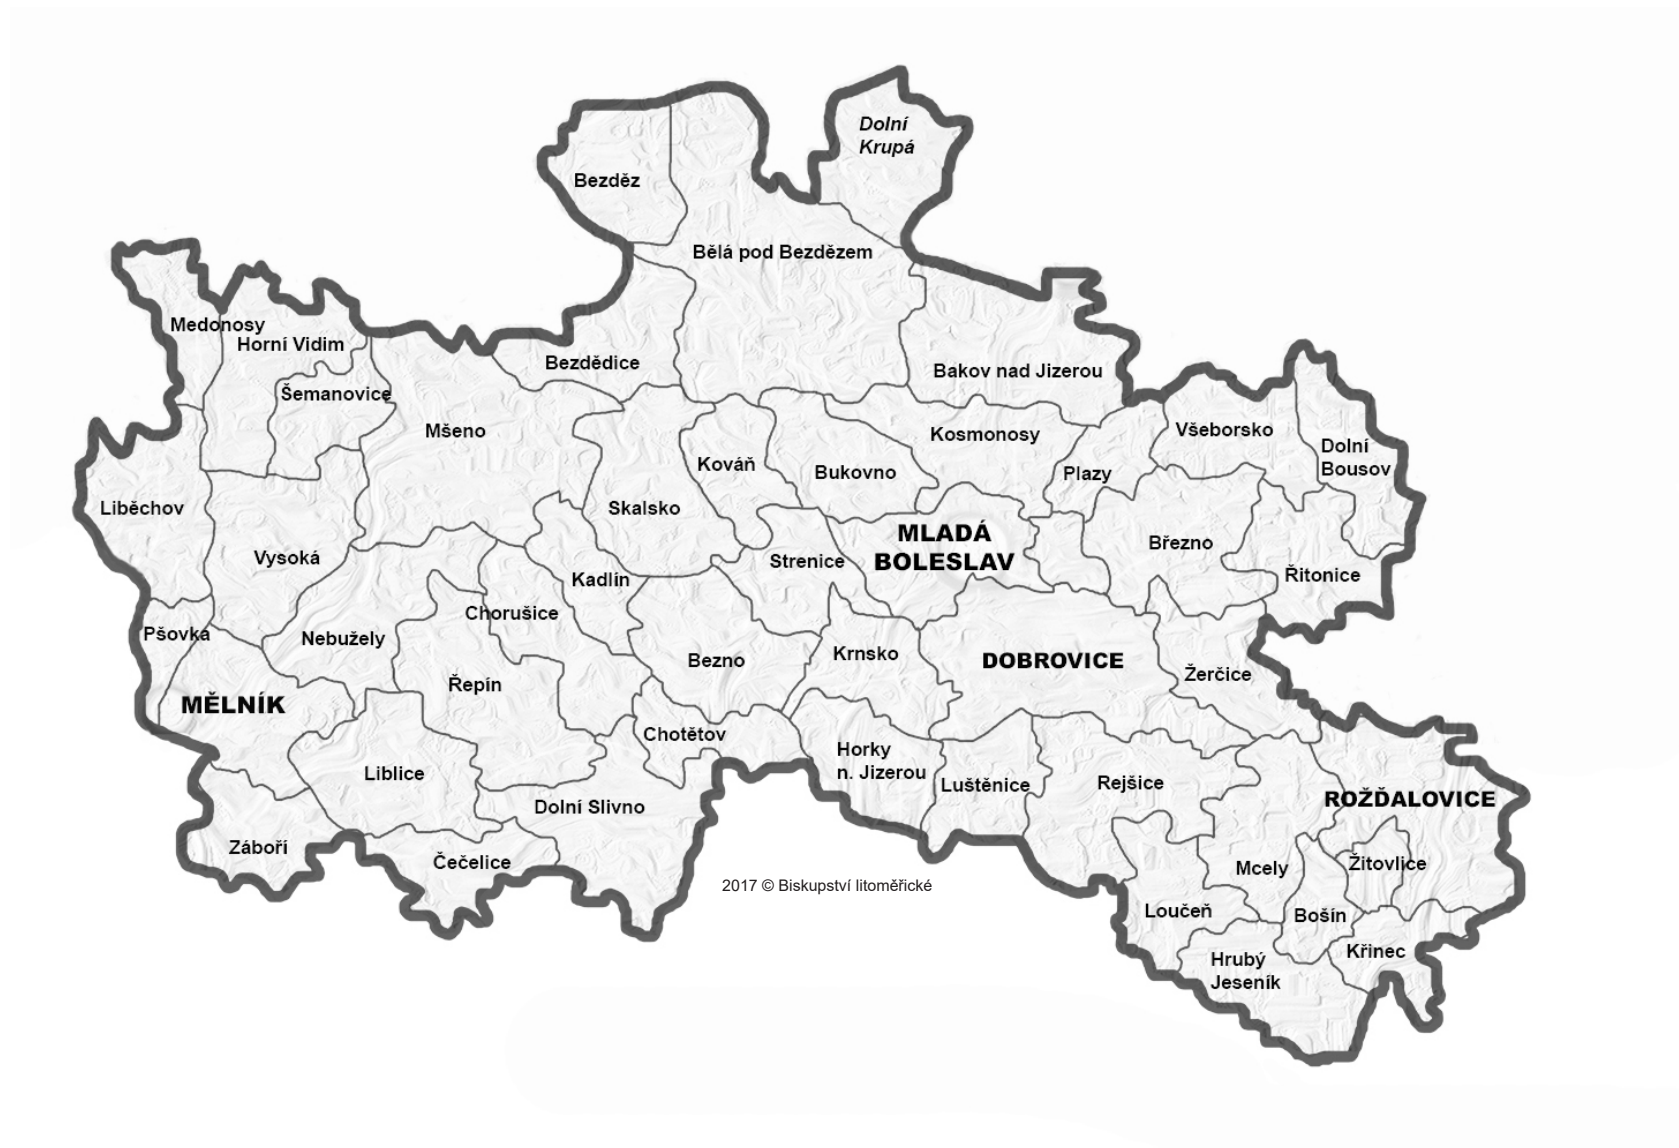 Dolní
Krupá
Bezděz
Bělá pod Bezdězem
Medonosy
Horní Vidim
Bezdědice
Bakov nad Jizerou
Šemanovice
Mšeno
Kosmonosy
Všeborsko
Dolní
Bousov
Kováň
Bukovno
Plazy
Liběchov
Skalsko
MLADÁ
BOLESLAV
Březno
Vysoká
Strenice
Kadlín
Řitonice
Chorušice
Pšovka
Nebužely
Krnsko
Bezno
DOBROVICE
Žerčice
Řepín
MĚLNÍK
Chotětov
Horky
n. Jizerou
Liblice
Luštěnice
Rejšice
ROŽĎALOVICE
Dolní Slivno
Záboří
Čečelice
Mcely
Žitovlice
2017 © Biskupství litoměřické
Loučeň
Bošín
Křinec
Hrubý
Jeseník